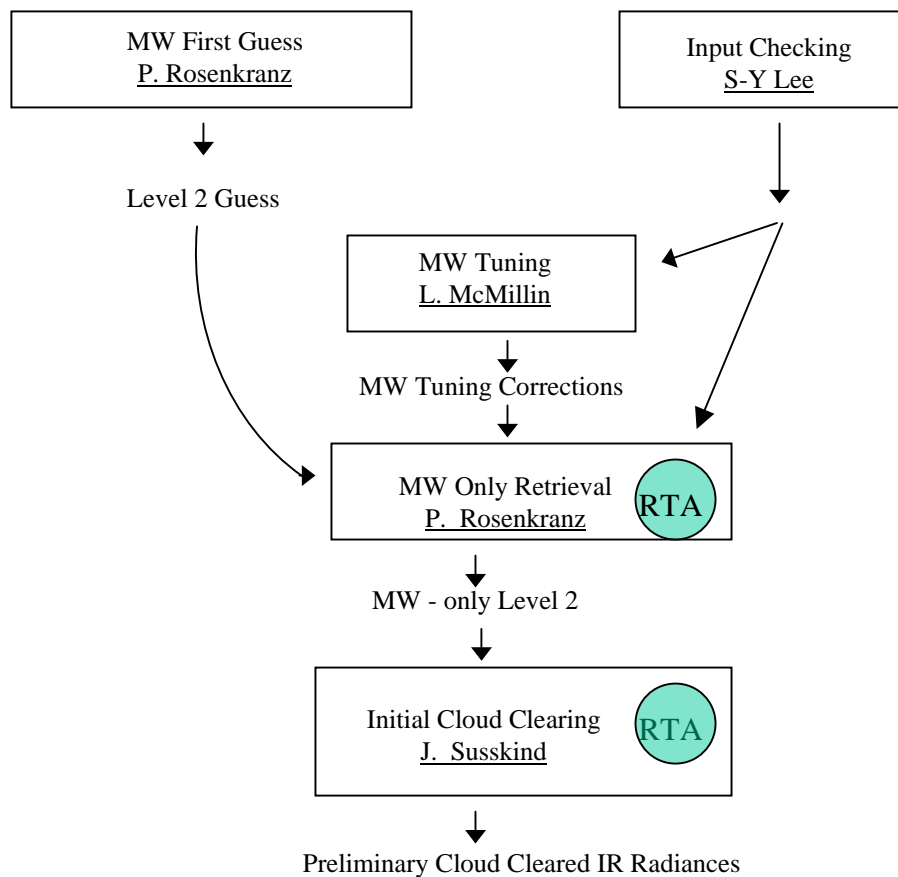 MW First Guess
P. Rosenkranz
Input Checking
S-Y Lee
Level 2 Guess
MW Tuning
L. McMillin
MW Tuning Corrections
MW Only Retrieval
P. Rosenkranz
RTA
MW - only Level 2
Initial Cloud Clearing
J. Susskind
RTA
Preliminary Cloud Cleared IR Radiances